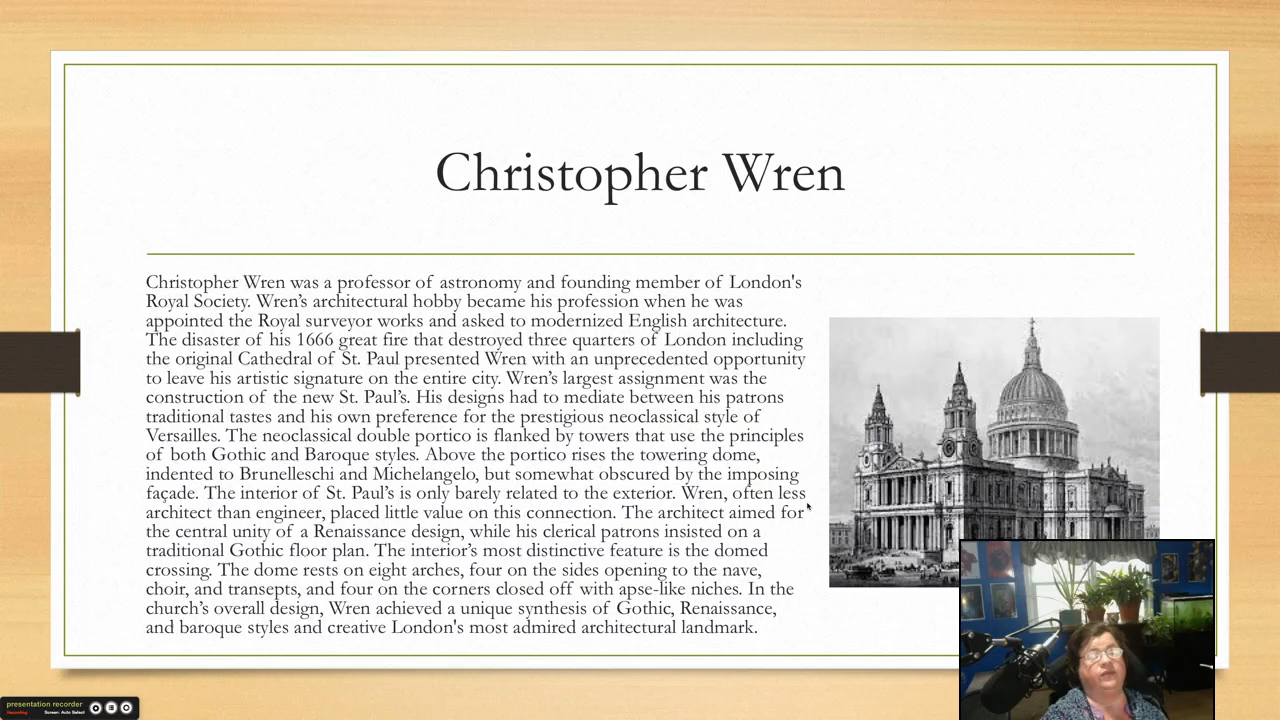 Christopher Wren
Christopher Wren was a professor of astronomy and founding member of London's
Royal Society. Wren’s architectural hobby became his profession when he was
appointed the Royal surveyor works and asked to modernized English architecture.
The disaster of his 1666 great fire that destroyed three quarters of London including
the original Cathedral of St. Paul presented Wren with an unprecedented opportunity
to leave his artistic signature on the entire city. Wren’s largest assignment was the
construction of the new St. Paul’s. His designs had to mediate between his patrons
traditional tastes and his own preference for the prestigious neoclassical style of
Versailles. The neoclassical double portico is flanked by towers that use the principles
of both Gothic and Baroque styles. Above the portico rises the towering dome,
indented to Brunelleschi and Michelangelo, but somewhat obscured by the imposing
façade. The interior of St. Paul’s is only barely related to the exterior. Wren, often less
architect than engineer, placed little value on this connection. The architect aimed for
the central unity of a Renaissance design, while his clerical patrons insisted on a
traditional Gothic floor plan. The interior’s most distinctive feature is the domed
crossing. The dome rests on eight arches, four on the sides opening to the nave,
choir, and transepts, and four on the corners closed off with apse-like niches. In the
church’s overall design, Wren achieved a unique synthesis of Gothic, Renaissance,
and baroque styles and creative London's most admired architectural landmark.
presentation recorder
Recording Screen: Auto Select